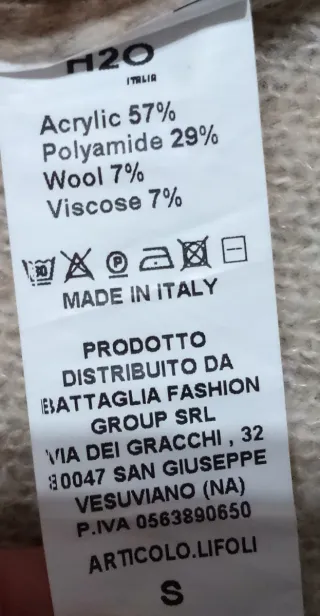 H2O
ITALIA
Acrylic 57%
Polyamide 29%
Wool 7%
Viscose 7%
P
MADE IN ITALY
PRODOTTO
DISTRIBUITO DA
BATTAGLIA FASHION
GROUP SRL
VIA DEI GRACCHI , 32
80047 SAN GIUSEPPE
VESUVIANO (NA)
P.IVA 0563890650
ARTICOLO.LIFOLI
S